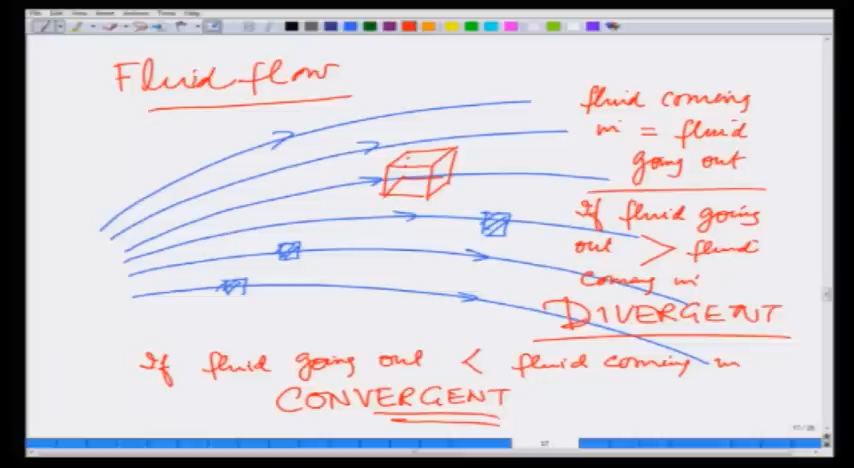 Fluid flow
fluid coming
in = fluid
going out
If fluid going
out > fluid
coming in
DIVERGENT
If fluid going out < fluid coming in
CONVERGENT